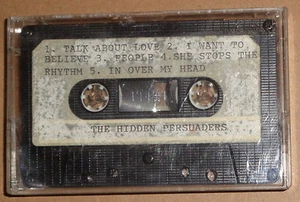 1. TALK ABOUT LOVE 2. I WANT TO
BELIEVE 3. PEOPLE 4.SHE STOPS THE
RHYTHM 5. IN OVER MY HEAD
THE HIDDEN PERSUADERS